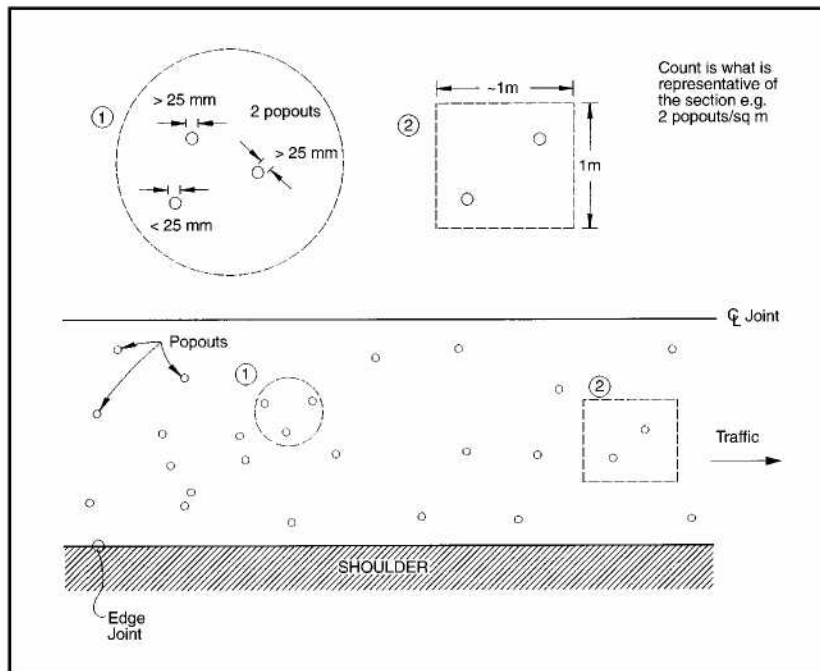 > 25 mm
①
2 popouts
> 25 mm
< 25 mm
~1m
②
1m
Count is what is
representative of
the section e.g.
2 popouts/sq m
℄ Joint
Popouts
①
②
Traffic
SHOULDER
Edge
Joint